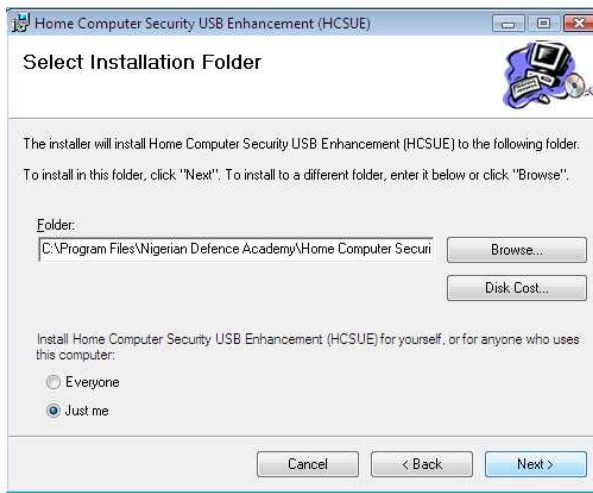 Home Computer Security USB Enhancement (HCSUE)
Select Installation Folder
The installer will install Home Computer Security USB Enhancement (HCSUE) to the following folder.
To install in this folder, click "Next". To install to a different folder, enter it below or click "Browse".
Folder:
C:\Program Files\Nigerian Defence Academy\Home Computer Securi
Browse...
Disk Cost...
Install Home Computer Security USB Enhancement (HCSUE) for yourself, or for anyone who uses
this computer:
Everyone
Just me
Cancel
< Back
Next >